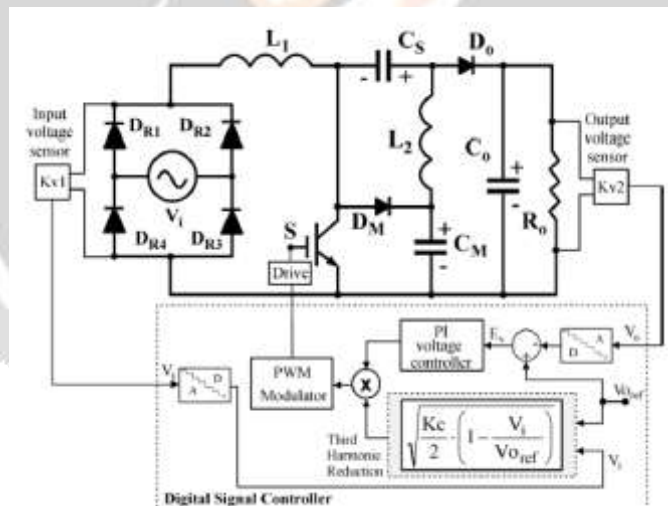 L1
CS
Do
Input
voltage
sensor
Kv1
DR1
DR2
Vi
DR4
DR3
L2
Co
Output
voltage
sensor
Kv2
S
DM
CM
Ro
Drive
PI
voltage
controller
D
A
Vo
D
A
PWM
Modulator
X
Voref
Third
Harmonic
Reduction
√(Kc/2 · (1 − Vi/Voref))
Vi
Digital Signal Controller